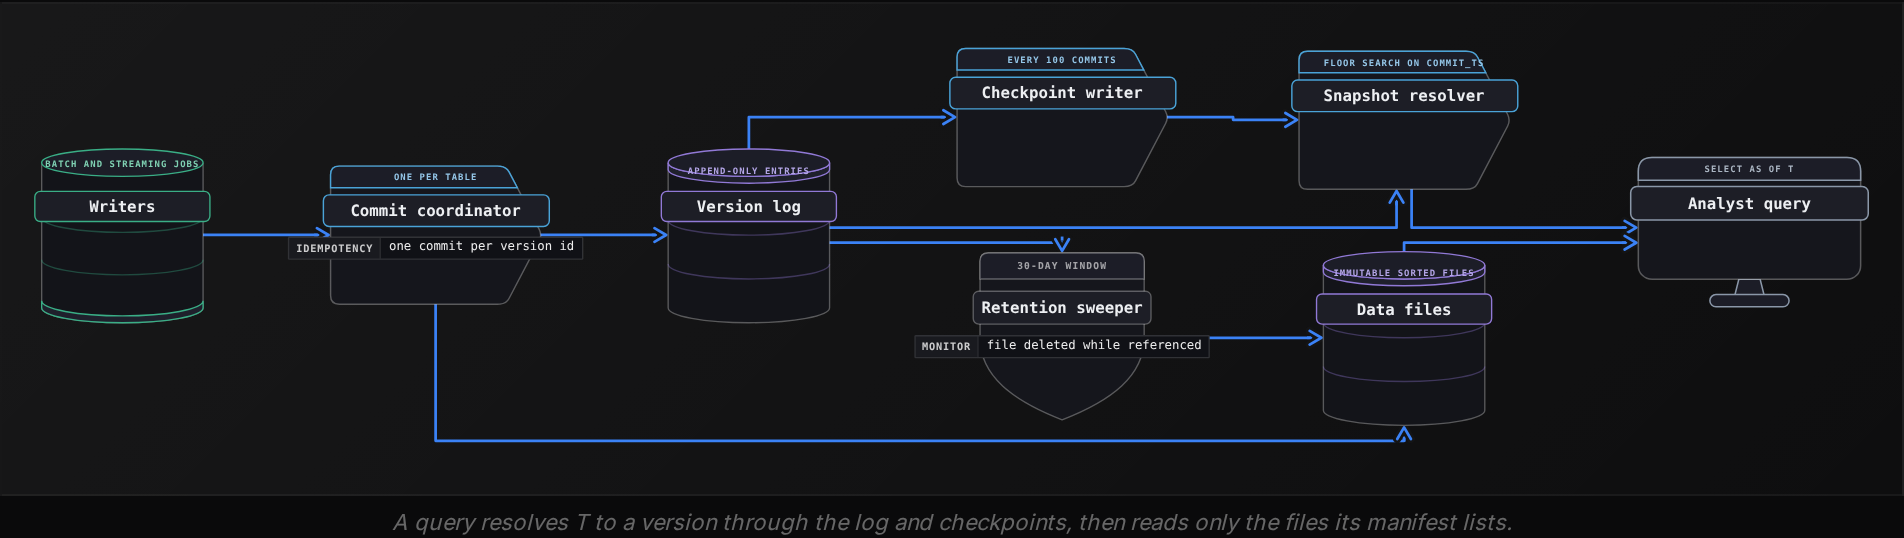 BATCH AND STREAMING JOBS
Writers
ONE PER TABLE
Commit coordinator
IDEMPOTENCY one commit per version id
APPEND-ONLY ENTRIES
Version log
EVERY 100 COMMITS
Checkpoint writer
FLOOR SEARCH ON COMMIT_TS
Snapshot resolver
30-DAY WINDOW
Retention sweeper
MONITOR file deleted while referenced
IMMUTABLE SORTED FILES
Data files
SELECT AS OF T
Analyst query
A query resolves T to a version through the log and checkpoints, then reads only the files its manifest lists.